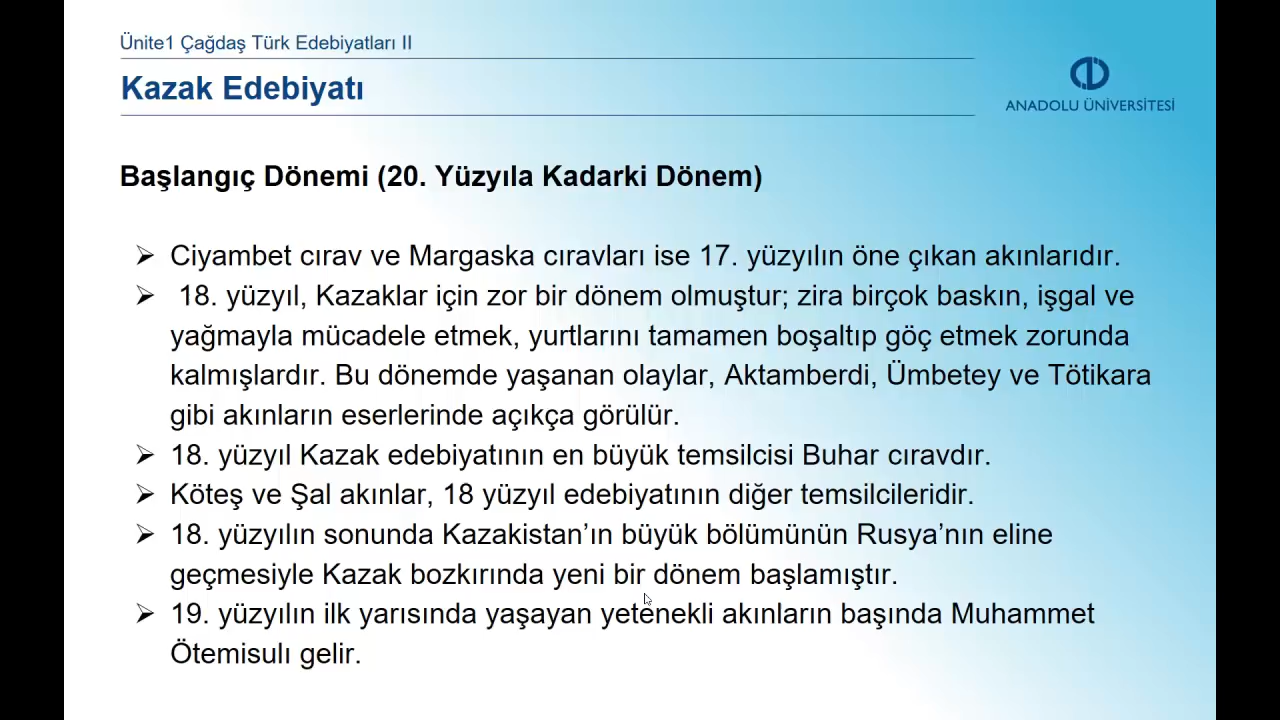 Ünite1 Çağdaş Türk Edebiyatları II
Kazak Edebiyatı
ANADOLU ÜNİVERSİTESİ
Başlangıç Dönemi (20. Yüzyıla Kadarki Dönem)
Ciyambet cırav ve Margaska cıravları ise 17. yüzyılın öne çıkan akınlarıdır.
18. yüzyıl, Kazaklar için zor bir dönem olmuştur; zira birçok baskın, işgal ve
yağmayla mücadele etmek, yurtlarını tamamen boşaltıp göç etmek zorunda
kalmışlardır. Bu dönemde yaşanan olaylar, Aktamberdi, Ümbetey ve Tötikara
gibi akınların eserlerinde açıkça görülür.
18. yüzyıl Kazak edebiyatının en büyük temsilcisi Buhar cıravdır.
Köteş ve Şal akınlar, 18 yüzyıl edebiyatının diğer temsilcileridir.
18. yüzyılın sonunda Kazakistan’ın büyük bölümünün Rusya’nın eline
geçmesiyle Kazak bozkırında yeni bir dönem başlamıştır.
19. yüzyılın ilk yarısında yaşayan yetenekli akınların başında Muhammet
Ötemisulı gelir.